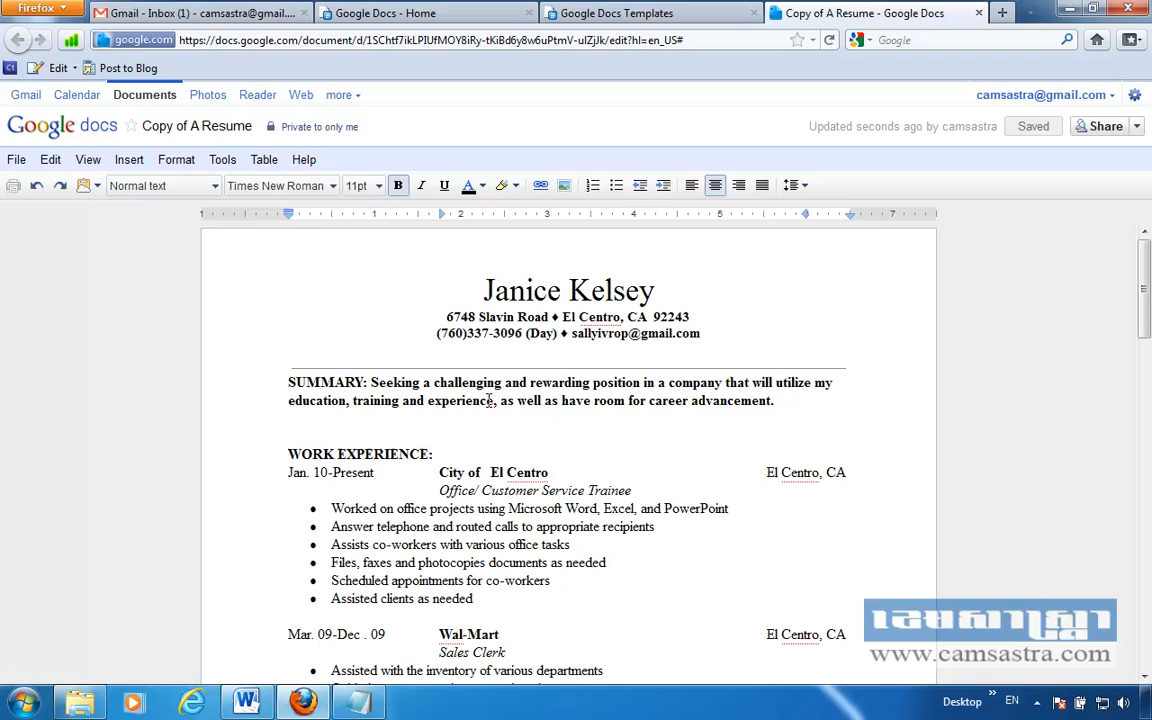 Firefox
Gmail - Inbox (1) - camsastra@gmail....
Google Docs - Home
Google Docs Templates
Copy of A Resume - Google Docs
google.com
https://docs.google.com/document/d/1SChtf7ikLPIUfMOY8iRy-tKiBd6y8w6uPtmV-uIZjJk/edit?hl=en_US#
Google
Edit
Post to Blog
Gmail Calendar Documents Photos Reader Web more
camsastra@gmail.com
Google docs
Copy of A Resume
Private to only me
Updated seconds ago by camsastra
Saved
Share
File Edit View Insert Format Tools Table Help
Normal text
Times New Roman
11pt
B I U A
1 1 2 3 4 5 6 7
Janice Kelsey
6748 Slavin Road ♦ El Centro, CA 92243
(760)337-3096 (Day) ♦ sallyivrop@gmail.com
SUMMARY: Seeking a challenging and rewarding position in a company that will utilize my
education, training and experience, as well as have room for career advancement.
WORK EXPERIENCE:
Jan. 10-Present City of El Centro El Centro, CA
Office/ Customer Service Trainee
• Worked on office projects using Microsoft Word, Excel, and PowerPoint
• Answer telephone and routed calls to appropriate recipients
• Assists co-workers with various office tasks
• Files, faxes and photocopies documents as needed
• Scheduled appointments for co-workers
• Assisted clients as needed
Mar. 09-Dec . 09 Wal-Mart El Centro, CA
Sales Clerk
• Assisted with the inventory of various departments
www.camsastra.com
Desktop
EN